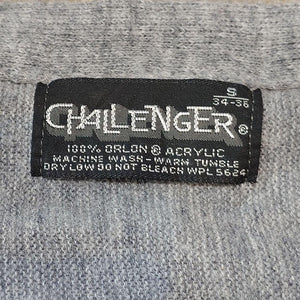 S
34-36
CHALLENGER®
100% ORLON ® ACRYLIC
MACHINE WASH-WARM. TUMBLE
DRY LOW DO NOT BLEACH WPL 5624